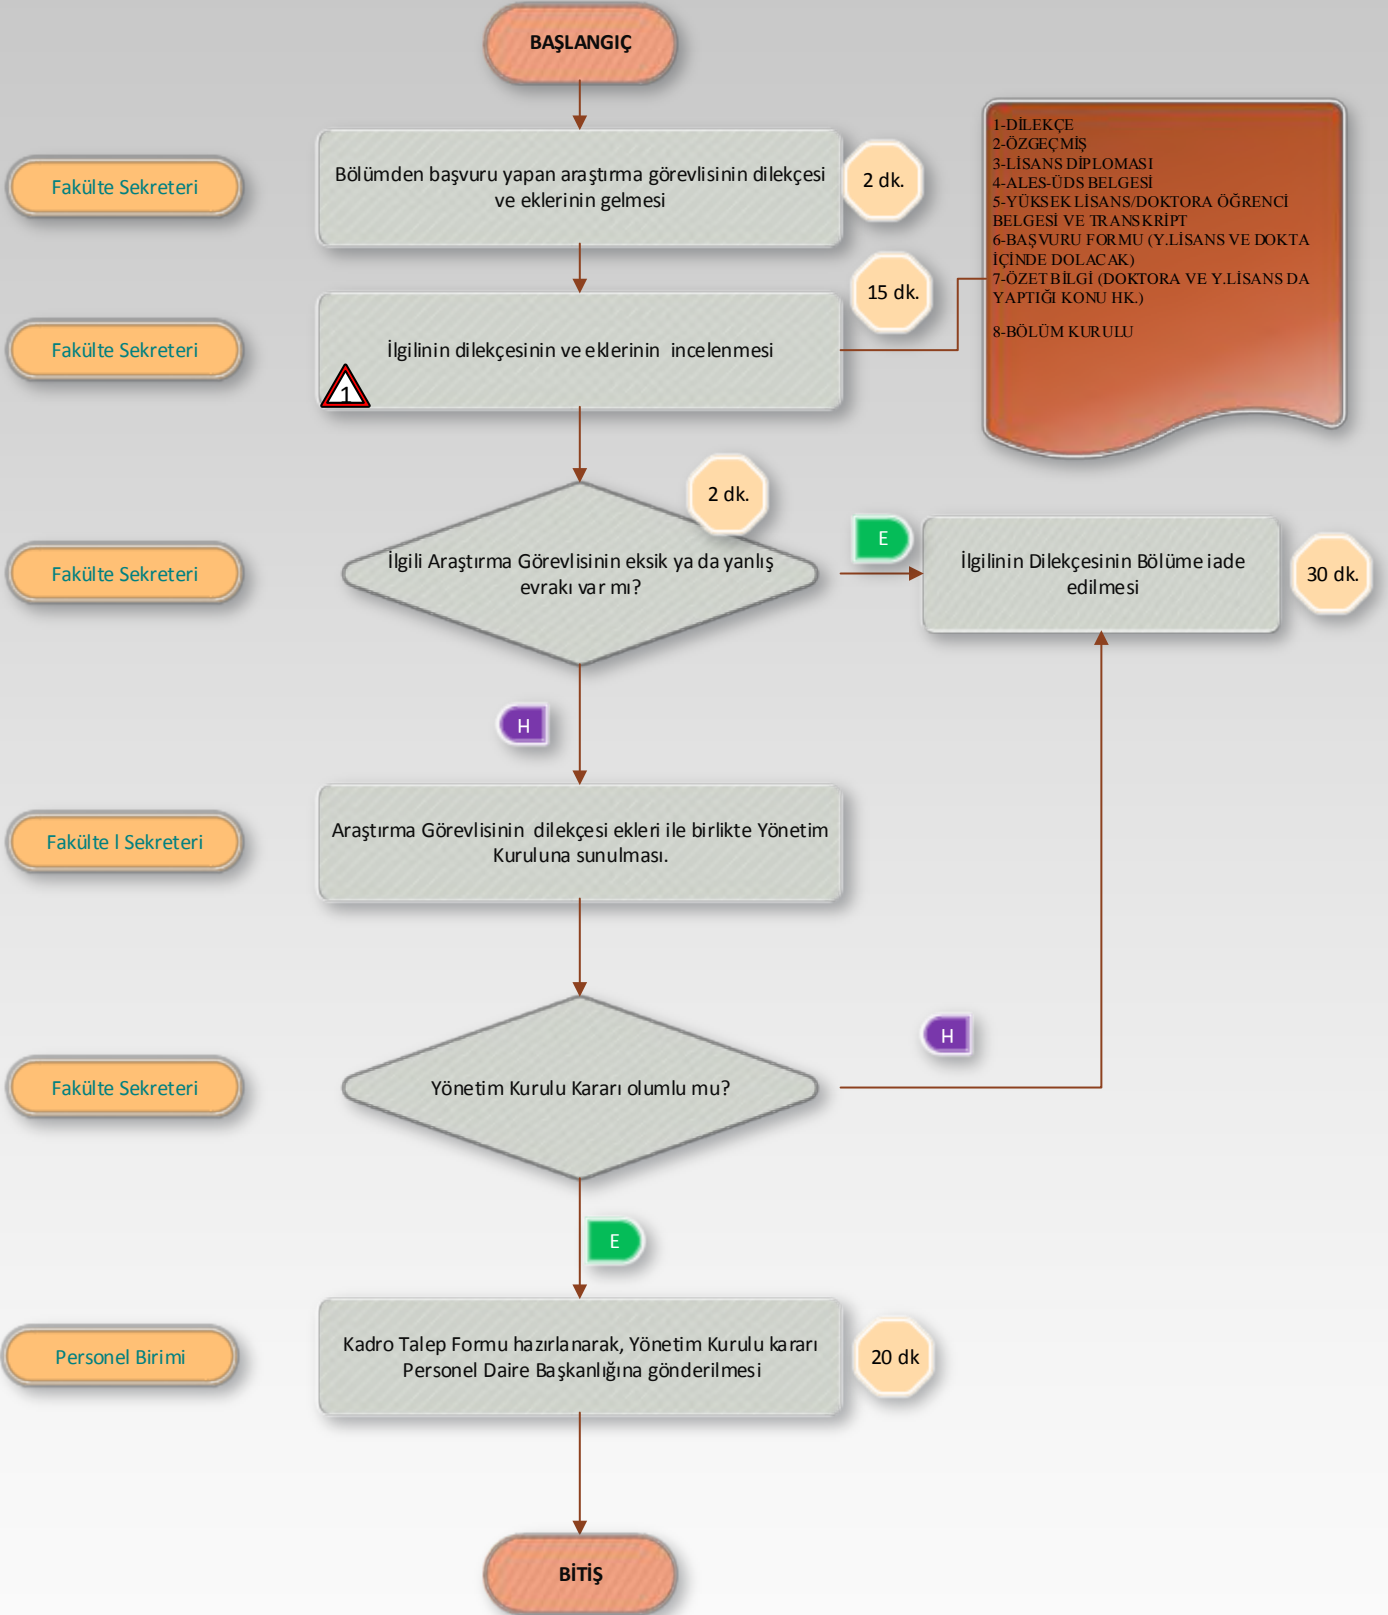 BAŞLANGIÇ
Fakülte Sekreteri
Bölümden başvuru yapan araştırma görevlisinin dilekçesi
ve eklerinin gelmesi
2 dk.
1-DİLEKÇE
2-ÖZGEÇMİŞ
3-LİSANS DİPLOMASI
4-ALES-ÜDS BELGESİ
5-YÜKSEK LİSANS/DOKTORA ÖĞRENCİ
BELGESİ VE TRANSKRİPT
6-BAŞVURU FORMU (Y.LİSANS VE DOKTA
İÇİNDE DOLACAK)
7-ÖZET BİLGİ (DOKTORA VE Y.LİSANS DA
YAPTIĞI KONU HK.)
8-BÖLÜM KURULU
Fakülte Sekreteri
İlgilinin dilekçesinin ve eklerinin  incelenmesi
1
15 dk.
Fakülte Sekreteri
İlgili Araştırma Görevlisinin eksik ya da yanlış
evrakı var mı?
2 dk.
E
İlgilinin Dilekçesinin Bölüme iade
edilmesi
30 dk.
H
Fakülte l Sekreteri
Araştırma Görevlisinin  dilekçesi ekleri ile birlikte Yönetim
Kuruluna sunulması.
Fakülte Sekreteri
Yönetim Kurulu Kararı olumlu mu?
H
E
Personel Birimi
Kadro Talep Formu hazırlanarak, Yönetim Kurulu kararı
Personel Daire Başkanlığına gönderilmesi
20 dk
BİTİŞ